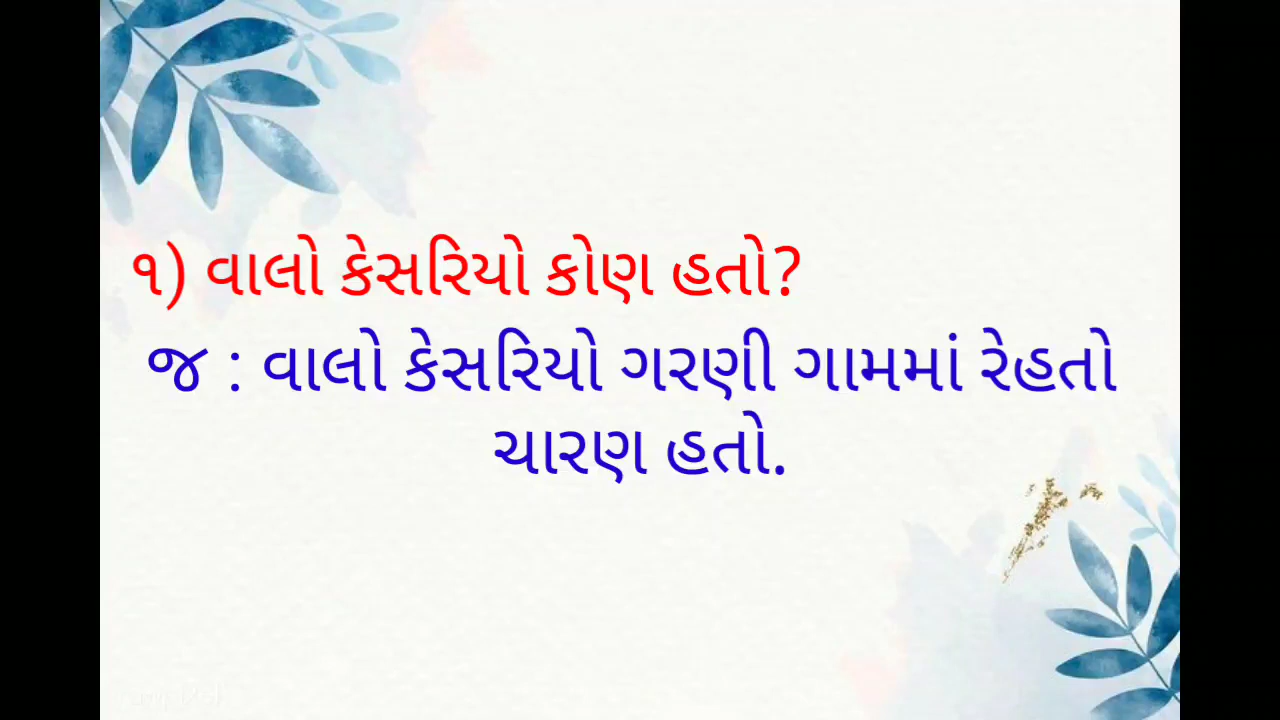 ૧) વાલો કેસરિયો કોણ હતો?
જ : વાલો કેસરિયો ગરણી ગામમાં રેહતો
ચારણ હતો.